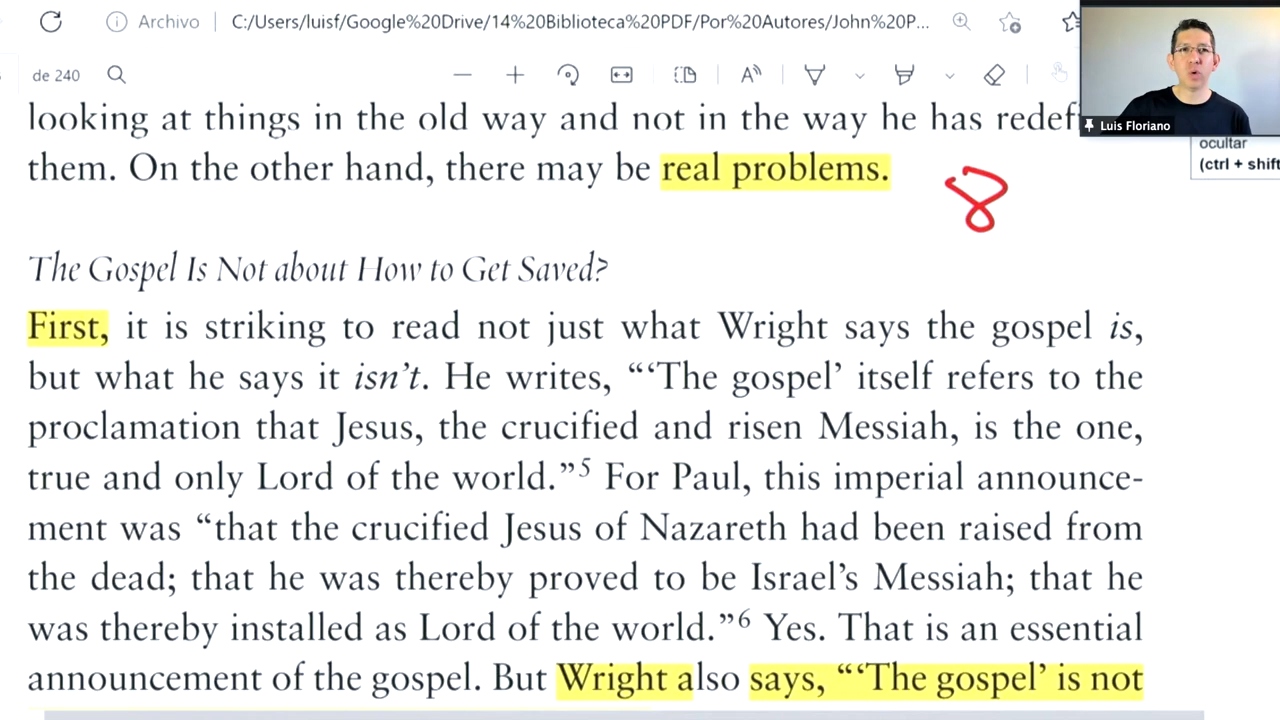 Archivo
C:/Users/luisf/Google%20Drive/14%20Biblioteca%20PDF/Por%20Autores/John%20P...
de 240
Luis Floriano
ocultar
(ctrl + shift
looking at things in the old way and not in the way he has redefi
them. On the other hand, there may be real problems.
8
The Gospel Is Not about How to Get Saved?
First, it is striking to read not just what Wright says the gospel is,
but what he says it isn’t. He writes, “‘The gospel’ itself refers to the
proclamation that Jesus, the crucified and risen Messiah, is the one,
true and only Lord of the world.”5 For Paul, this imperial announce-
ment was “that the crucified Jesus of Nazareth had been raised from
the dead; that he was thereby proved to be Israel’s Messiah; that he
was thereby installed as Lord of the world.”6 Yes. That is an essential
announcement of the gospel. But Wright also says, “‘The gospel’ is not